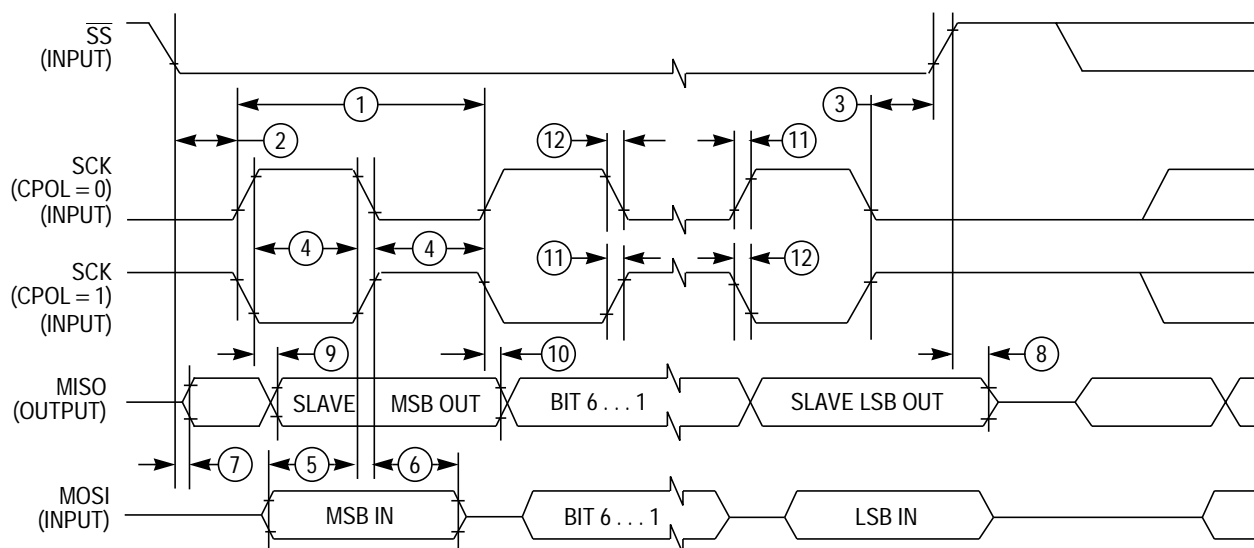 SS
(INPUT)
1
3
2
12
11
SCK
(CPOL = 0)
(INPUT)
4
4
11
12
SCK
(CPOL = 1)
(INPUT)
9
10
8
MISO
(OUTPUT)
SLAVE
MSB OUT
BIT 6 . . . 1
SLAVE LSB OUT
7
5
6
MOSI
(INPUT)
MSB IN
BIT 6 . . . 1
LSB IN